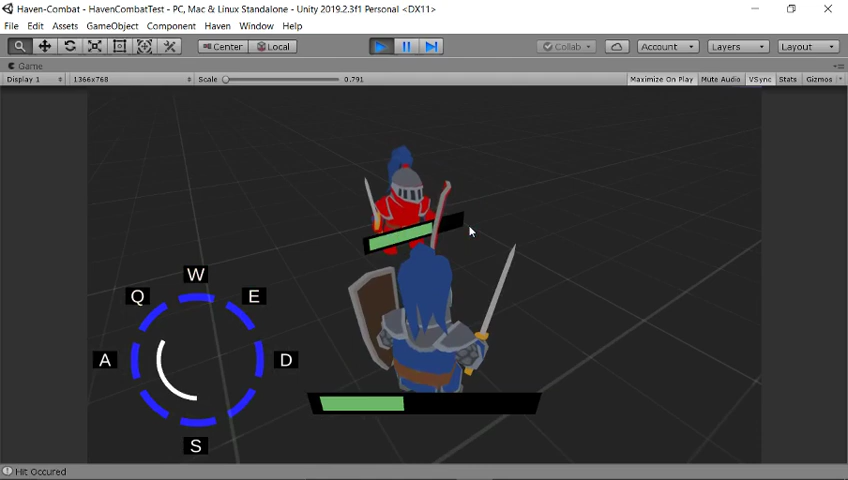 Haven-Combat - HavenCombatTest - PC, Mac & Linux Standalone - Unity 2019.2.3f1 Personal <DX11>
File Edit Assets GameObject Component Haven Window Help
Center Local Collab Account Layers Layout
Game
Display 1 1366x768 Scale 0.791 Maximize On Play Mute Audio VSync Stats Gizmos
W
Q E
A D
S
Hit Occured